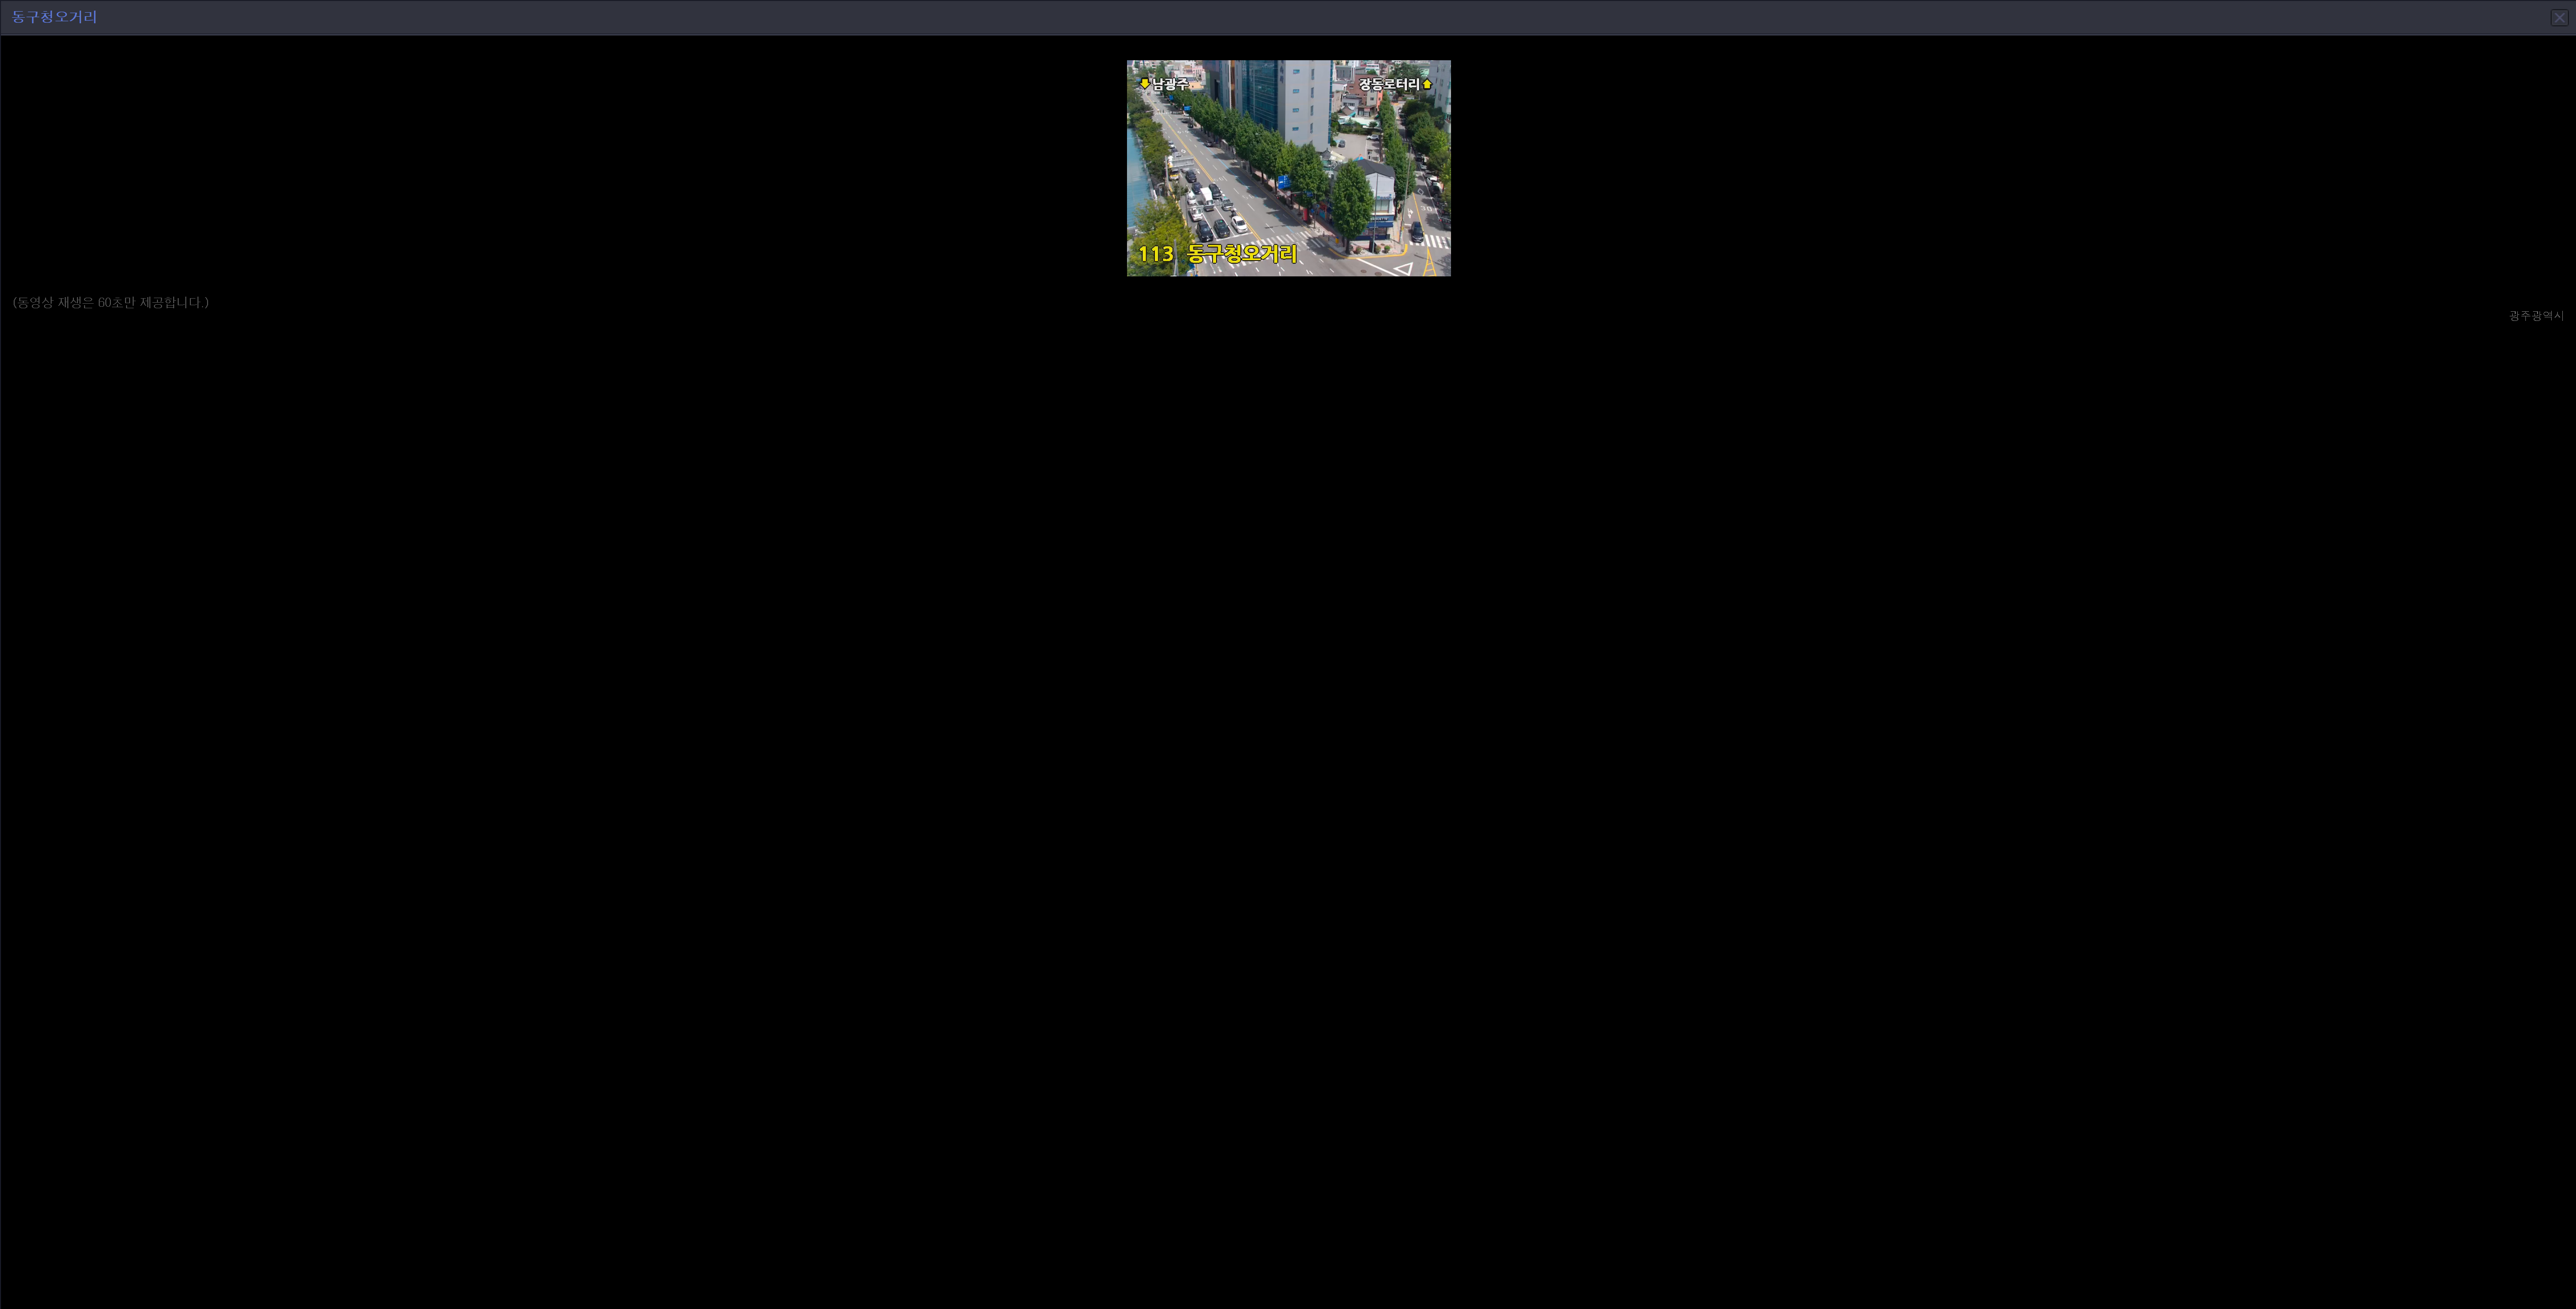 동구청오거리
남광주
장동로터리
113 동구청오거리
(동영상 재생은 60초만 제공합니다.)
광주광역시